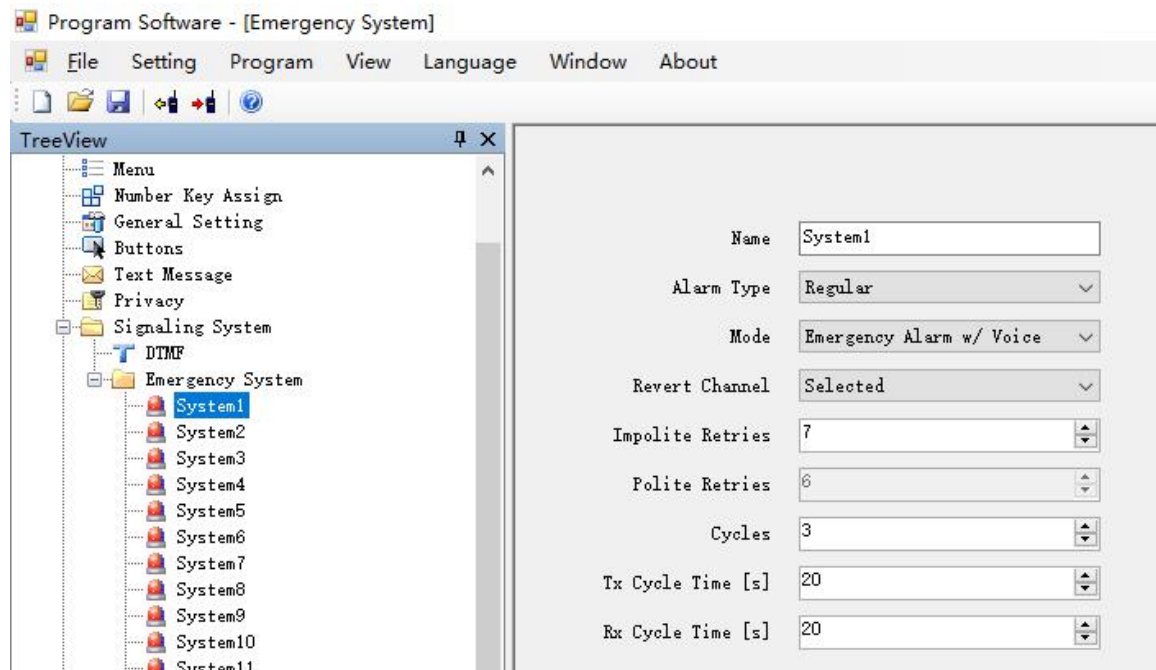 Program Software - [Emergency System]
File Setting Program View Language Window About
TreeView
Menu
Number Key Assign
General Setting
Buttons
Text Message
Privacy
Signaling System
DTMF
Emergency System
System1
System2
System3
System4
System5
System6
System7
System8
System9
System10
System11
Name System1
Alarm Type Regular
Mode Emergency Alarm w/ Voice
Revert Channel Selected
Impolite Retries 7
Polite Retries 6
Cycles 3
Tx Cycle Time [s] 20
Rx Cycle Time [s] 20